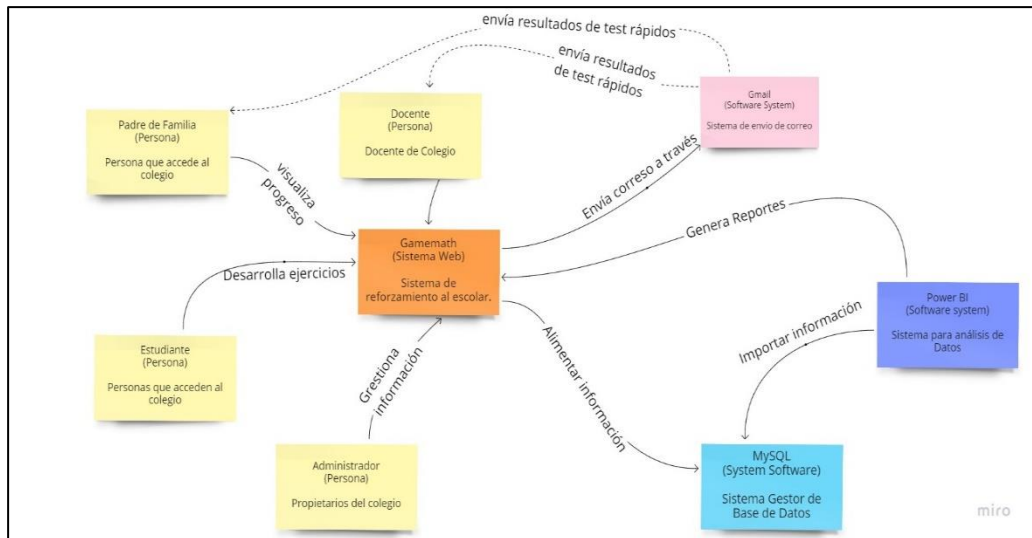 envía resultados de test rápidos
envía resultados
de test rápidos
Gmail
(Software System)
Sistema de envio de correo
Padre de Familia
(Persona)
Persona que accede al
colegio
Docente
(Persona)
Docente de Colegio
visualiza
progreso
Envía correso a través
Genera Reportes
Gamemath
(Sistema Web)
Sistema de
reforzamiento al escolar.
Desarrolla ejercicios
Power BI
(Software system)
Sistema para análisis de
Datos
Importar información
Estudiante
(Persona)
Personas que acceden al
colegio
Grestiona
información
Alimentar información
Administrador
(Persona)
Propietarios del colegio
MySQL
(System Software)
Sistema Gestor de
Base de Datos
miro